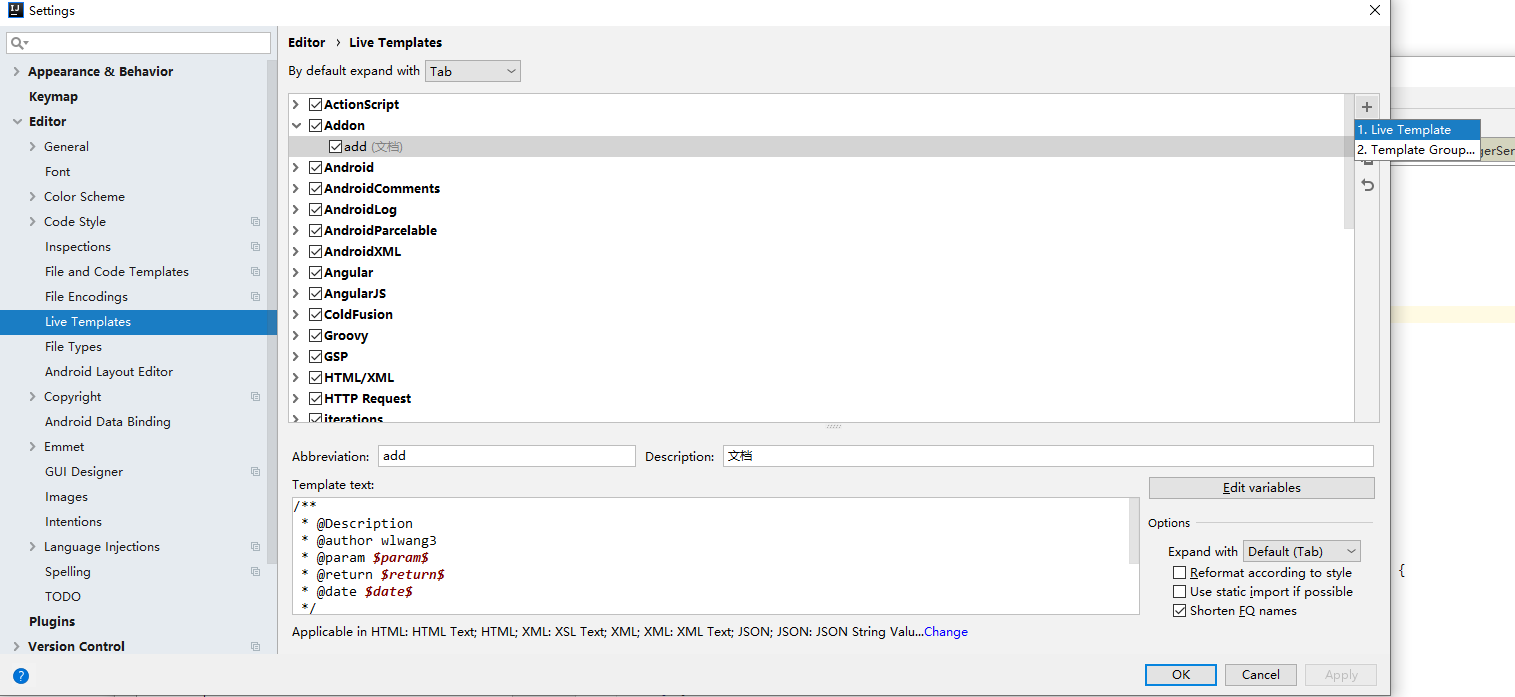 Settings
Editor › Live Templates
By default expand with Tab
Appearance & Behavior
Keymap
Editor
General
Font
Color Scheme
Code Style
Inspections
File and Code Templates
File Encodings
Live Templates
File Types
Android Layout Editor
Copyright
Android Data Binding
Emmet
GUI Designer
Images
Intentions
Language Injections
Spelling
TODO
Plugins
Version Control
ActionScript
Addon
add (文档)
Android
AndroidComments
AndroidLog
AndroidParcelable
AndroidXML
Angular
AngularJS
ColdFusion
Groovy
GSP
HTML/XML
HTTP Request
iterations
1. Live Template
2. Template Group...
gerSer
Abbreviation: add Description: 文档
Template text:
/**
* @Description
* @author wlwang3
* @param $param$
* @return $return$
* @date $date$
*/
Edit variables
Options
Expand with Default (Tab)
Reformat according to style
Use static import if possible
Shorten FQ names
{
Applicable in HTML: HTML Text; HTML; XML: XSL Text; XML; XML: XML Text; JSON; JSON: JSON String Valu...Change
?
OK Cancel Apply